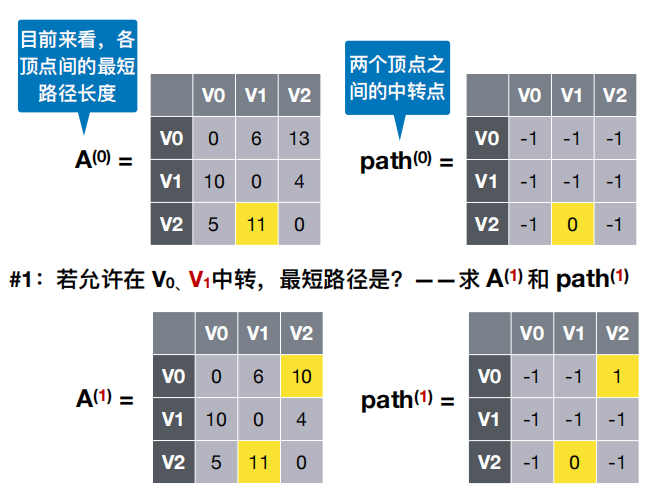 目前来看，各
顶点间的最短
路径长度
两个顶点之
间的中转点
A(0) =
V0 V1 V2
V0 0 6 13
V1 10 0 4
V2 5 11 0
path(0) =
V0 V1 V2
V0 -1 -1 -1
V1 -1 -1 -1
V2 -1 0 -1
#1：若允许在 V0、V1中转，最短路径是？——求 A(1) 和 path(1)
A(1) =
V0 V1 V2
V0 0 6 10
V1 10 0 4
V2 5 11 0
path(1) =
V0 V1 V2
V0 -1 -1 1
V1 -1 -1 -1
V2 -1 0 -1